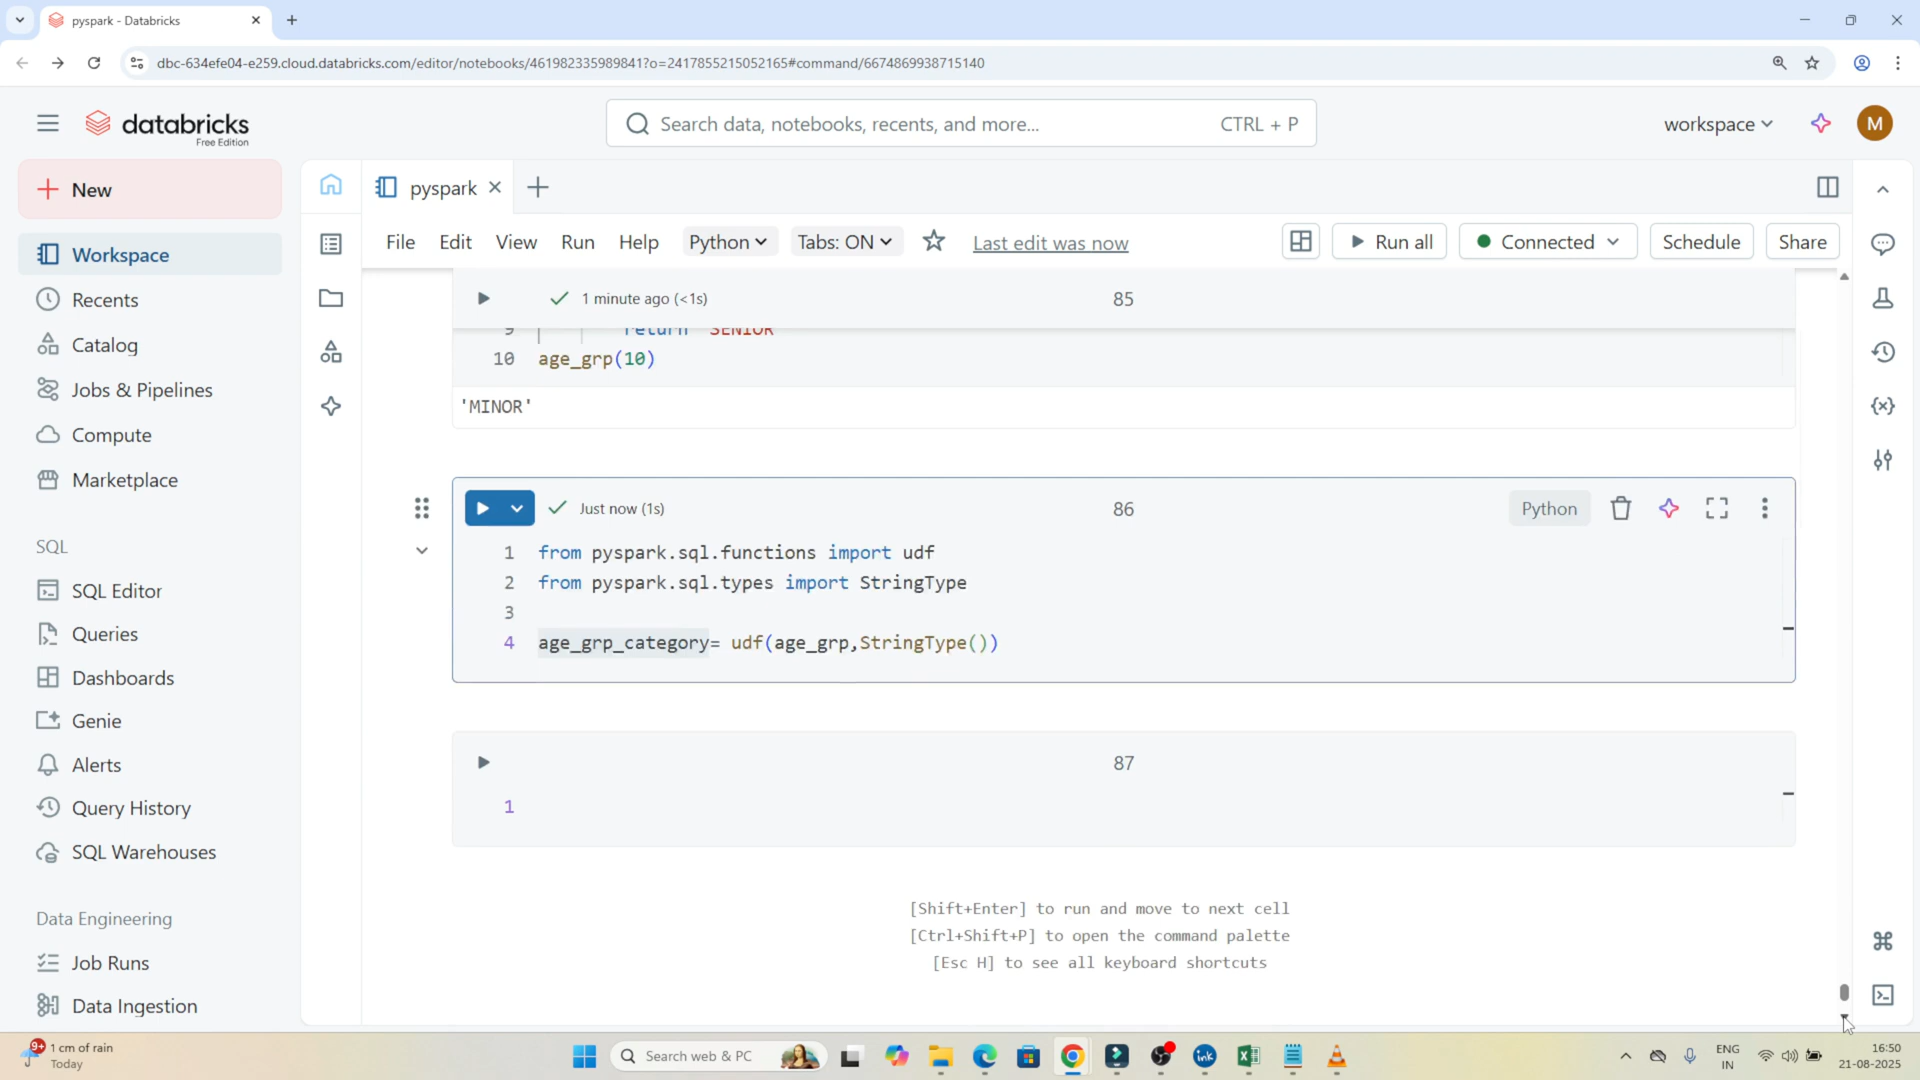 pyspark - Databricks
dbc-634efe04-e259.cloud.databricks.com/editor/notebooks/461982335989841?o=2417855215052165#command/6674869938715140
databricks
Free Edition
Search data, notebooks, recents, and more...
CTRL + P
workspace
M
New
pyspark
Workspace
Recents
Catalog
Jobs & Pipelines
Compute
Marketplace
SQL
SQL Editor
Queries
Dashboards
Genie
Alerts
Query History
SQL Warehouses
Data Engineering
Job Runs
Data Ingestion
File Edit View Run Help Python Tabs: ON Last edit was now
Run all Connected Schedule Share
1 minute ago (<1s)
85
9 return "SENIOR"
10 age_grp(10)
'MINOR'
Just now (1s)
86
Python
1 from pyspark.sql.functions import udf
2 from pyspark.sql.types import StringType
3
4 age_grp_category= udf(age_grp,StringType())
87
1
[Shift+Enter] to run and move to next cell
[Ctrl+Shift+P] to open the command palette
[Esc H] to see all keyboard shortcuts
9+
1 cm of rain
Today
Search web & PC
ink
ENG
IN
16:50
21-08-2025